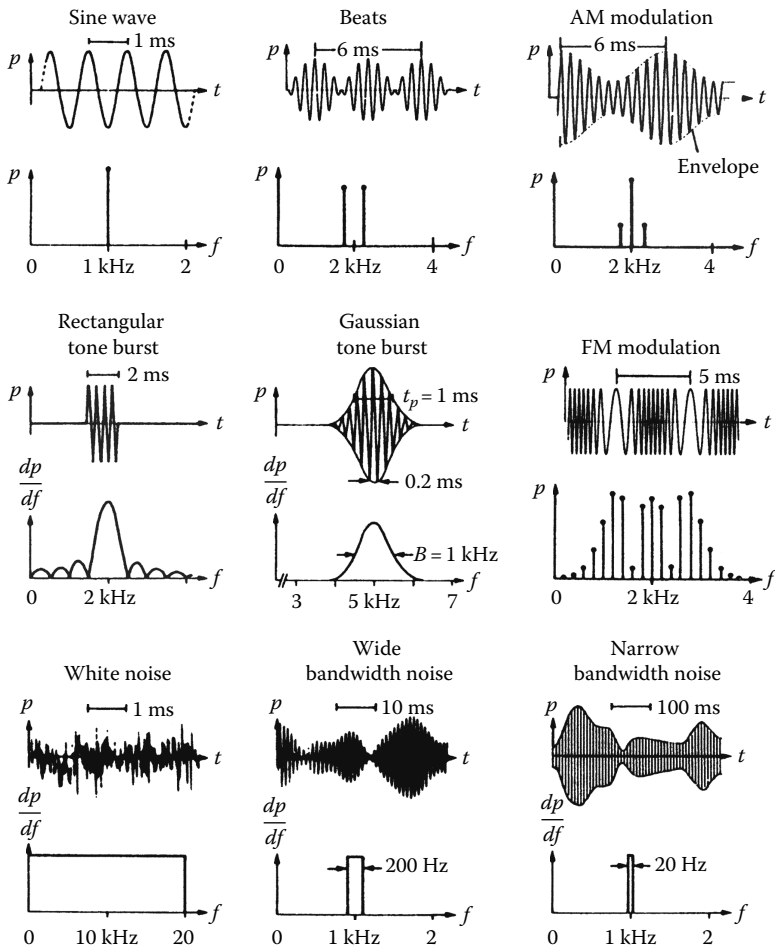 Sine wave
1 ms
p
t
p
f
0
1 kHz
2
Beats
6 ms
p
t
p
f
0
2 kHz
4
AM modulation
6 ms
p
t
Envelope
p
f
0
2 kHz
4
Rectangular
tone burst
2 ms
p
t
dp
df
f
0
2 kHz
Gaussian
tone burst
p
t_p = 1 ms
t
0.2 ms
dp
df
B = 1 kHz
f
3
5 kHz
7
FM modulation
5 ms
p
t
p
f
0
2 kHz
4
White noise
1 ms
p
t
dp
df
f
0
10 kHz
20
Wide
bandwidth noise
10 ms
p
t
dp
df
200 Hz
f
0
1 kHz
2
Narrow
bandwidth noise
100 ms
p
t
dp
df
20 Hz
f
0
1 kHz
2